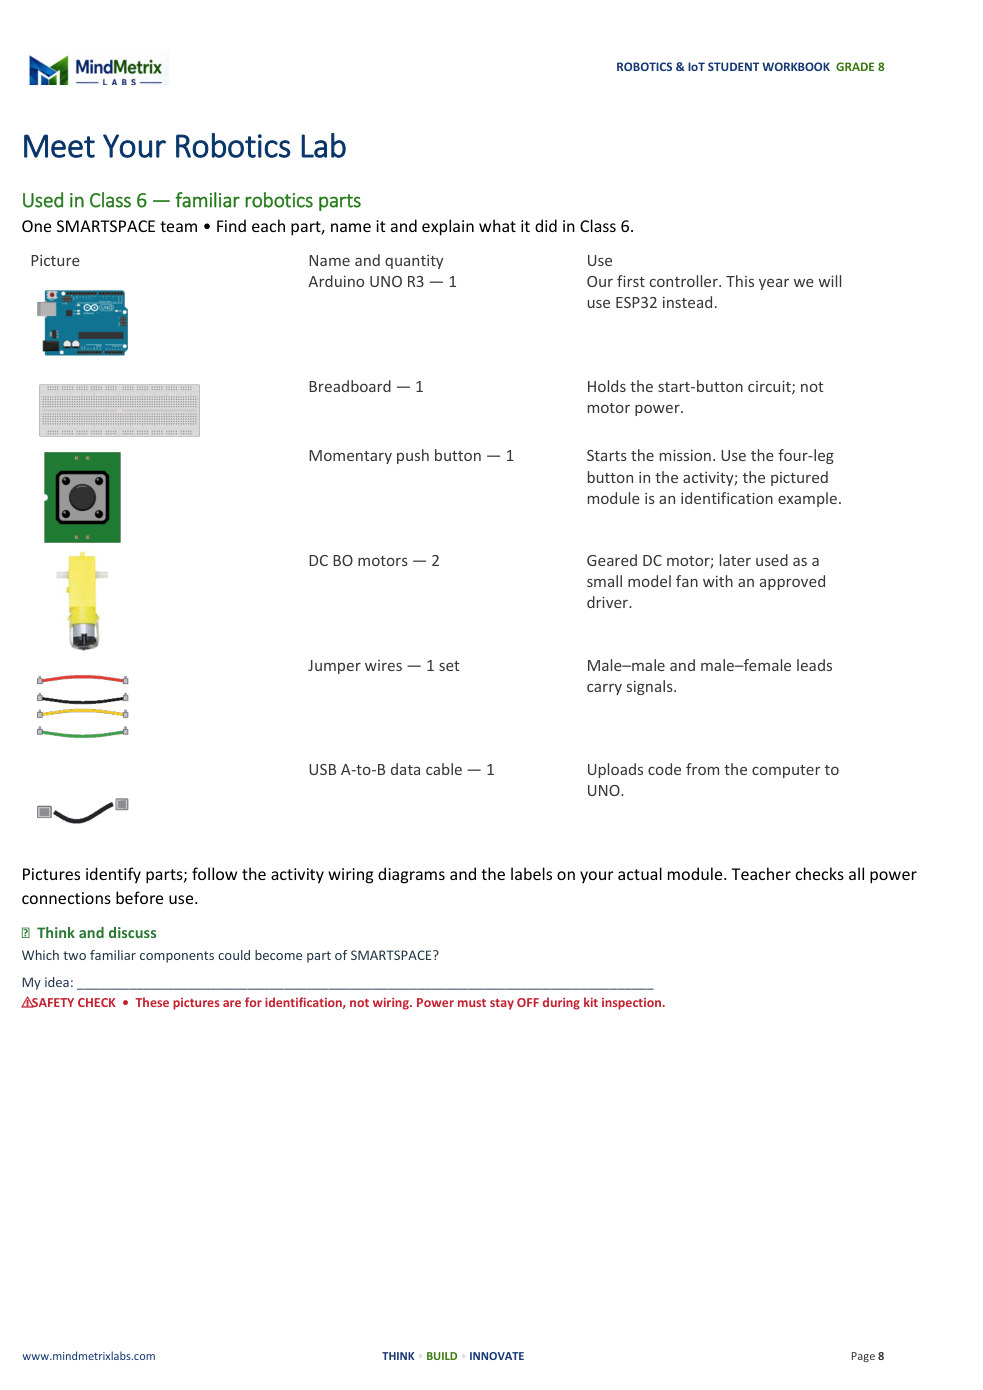 MindMetrix
LABS
ROBOTICS & IoT STUDENT WORKBOOK GRADE 8
Meet Your Robotics Lab
Used in Class 6 — familiar robotics parts
One SMARTSPACE team • Find each part, name it and explain what it did in Class 6.
Picture
Name and quantity
Use
Arduino UNO R3 — 1
Our first controller. This year we will
use ESP32 instead.
Breadboard — 1
Holds the start-button circuit; not
motor power.
Momentary push button — 1
Starts the mission. Use the four-leg
button in the activity; the pictured
module is an identification example.
DC BO motors — 2
Geared DC motor; later used as a
small model fan with an approved
driver.
Jumper wires — 1 set
Male–male and male–female leads
carry signals.
USB A-to-B data cable — 1
Uploads code from the computer to
UNO.
Pictures identify parts; follow the activity wiring diagrams and the labels on your actual module. Teacher checks all power
connections before use.
Think and discuss
Which two familiar components could become part of SMARTSPACE?
My idea: ______________________________________________________________________________
⚠SAFETY CHECK • These pictures are for identification, not wiring. Power must stay OFF during kit inspection.
www.mindmetrixlabs.com
THINK • BUILD • INNOVATE
Page 8